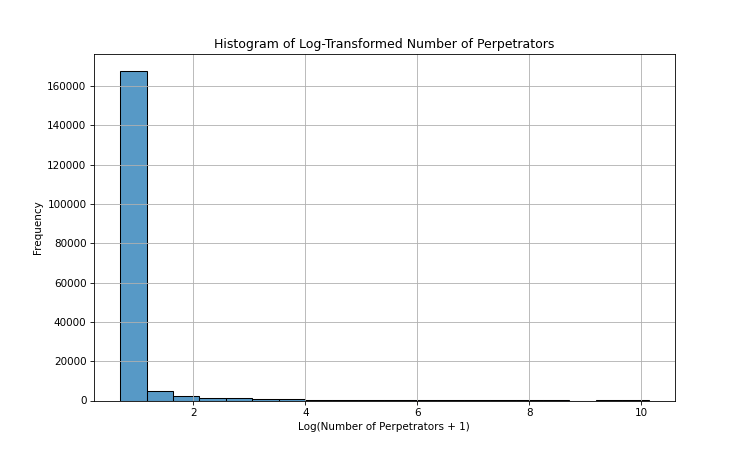 Histogram of Log-Transformed Number of Perpetrators
160000
140000
120000
100000
80000
60000
40000
20000
0
Frequency
2 4 6 8 10
Log(Number of Perpetrators + 1)